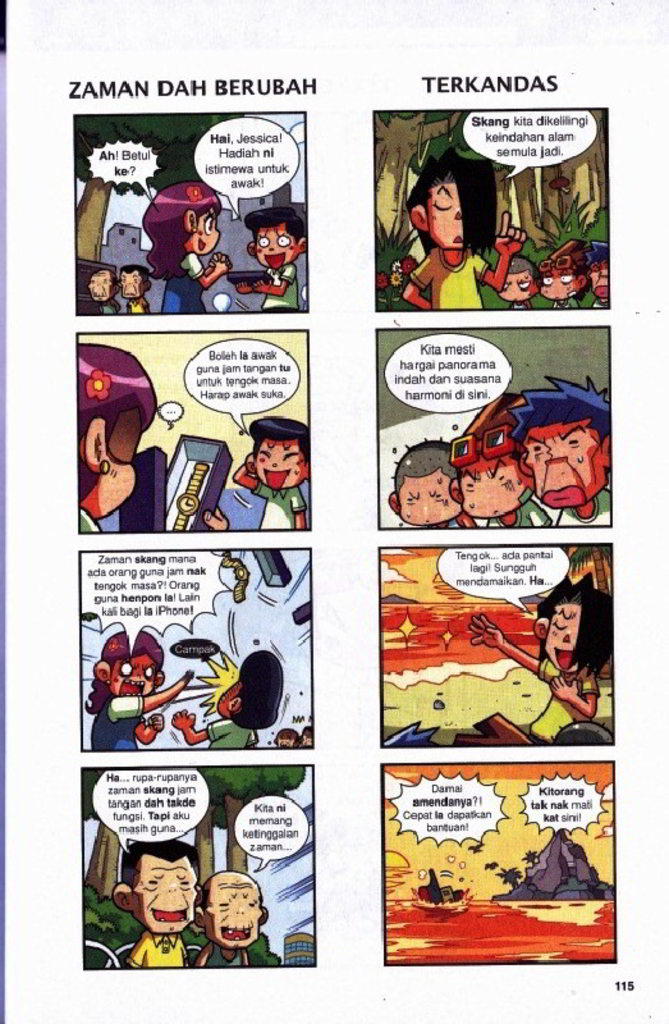 ZAMAN DAH BERUBAH
Ah! Betul
ke?
Hai, Jessica!
Hadiah ni
istimewa untuk
awak!
Boleh la awak
guna jam tangan tu
untuk tengok masa.
Harap awak suka.
...
Zaman skang mana
ada orang guna jam nak
tengok masa?! Orang
guna henpon la! Lain
kali bagi la iPhone!
Campak
Ha... rupa-rupanya
zaman skang jam
tangan dah takde
fungsi. Tapi aku
masih guna...
Kita ni
memang
ketinggalan
zaman...
TERKANDAS
Skang kita dikelilingi
keindahan alam
semula jadi.
Kita mesti
hargai panorama
indah dan suasana
harmoni di sini.
Tengok... ada pantai
lagi! Sungguh
mendamaikan. Ha...
Damai
amendanya?!
Cepat la dapatkan
bantuan!
Kitorang
tak nak mati
kat sini!
115